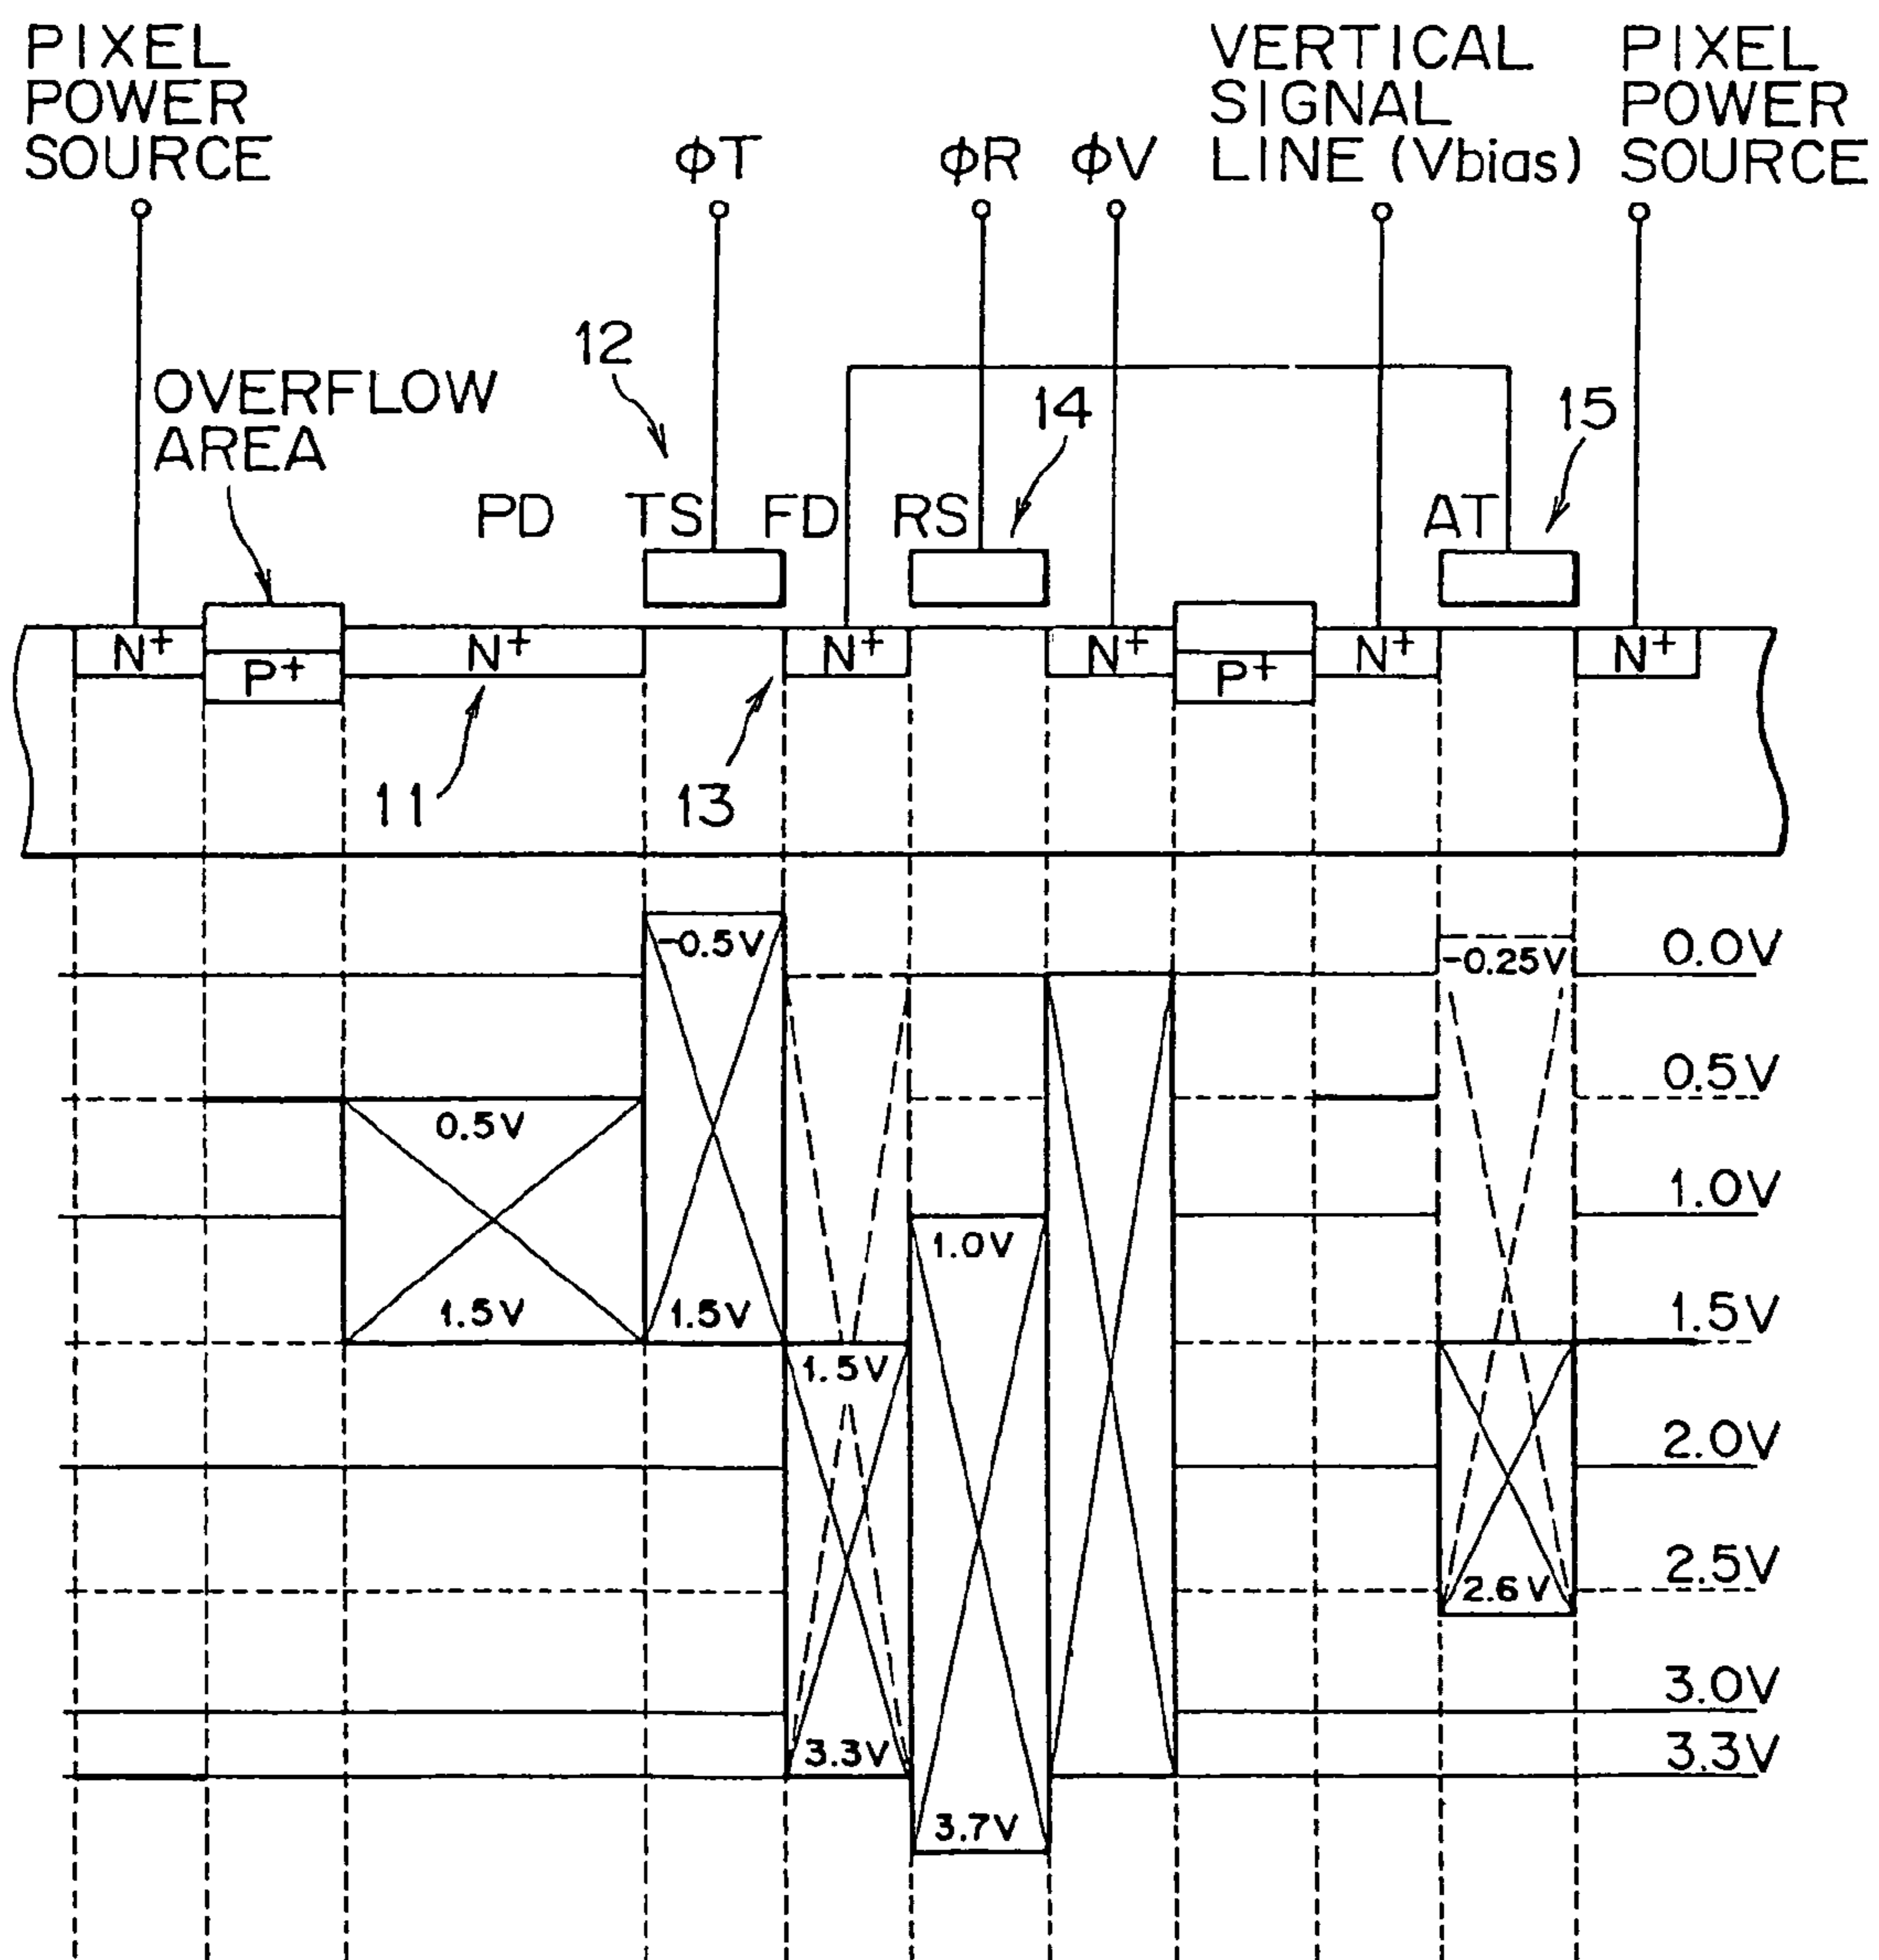 PIXEL
POWER
SOURCE
ϕT
ϕR
ϕV
VERTICAL
SIGNAL
LINE (Vbias)
PIXEL
POWER
SOURCE
12
OVERFLOW
AREA
14
15
PD
TS
FD
RS
AT
N+
P+
N+
N+
N+
P+
N+
N+
11
13
-0.5V
-0.25V
0.0V
0.5V
0.5V
1.0V
1.0V
1.5V
1.5V
1.5V
1.5V
2.0V
2.5V
2.6V
3.0V
3.3V
3.3V
3.7V